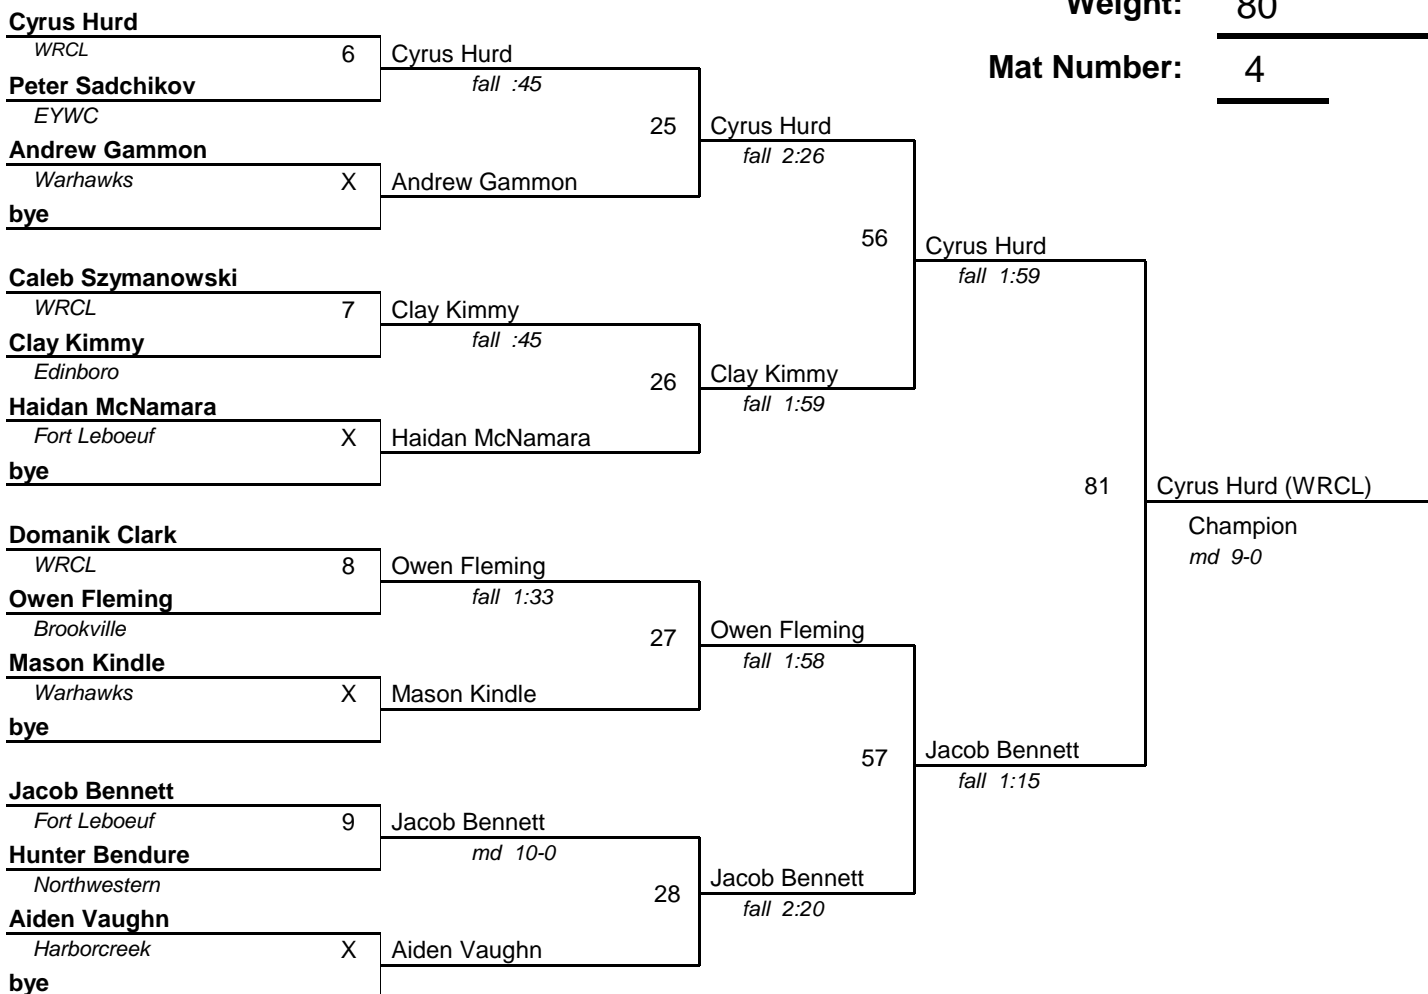 Weight: 80
Mat Number: 4
Cyrus Hurd
WRCL
6
Peter Sadchikov
EYWC
Andrew Gammon
Warhawks
X
bye
Caleb Szymanowski
WRCL
7
Clay Kimmy
Edinboro
Haidan McNamara
Fort Leboeuf
X
bye
Domanik Clark
WRCL
8
Owen Fleming
Brookville
Mason Kindle
Warhawks
X
bye
Jacob Bennett
Fort Leboeuf
9
Hunter Bendure
Northwestern
Aiden Vaughn
Harborcreek
X
bye
Cyrus Hurd
fall :45
25
Andrew Gammon
Clay Kimmy
fall :45
26
Haidan McNamara
Owen Fleming
fall 1:33
27
Mason Kindle
Jacob Bennett
md 10-0
28
Aiden Vaughn
Cyrus Hurd
fall 2:26
56
Clay Kimmy
fall 1:59
Owen Fleming
fall 1:58
57
Jacob Bennett
fall 2:20
Cyrus Hurd
fall 1:59
81
Jacob Bennett
fall 1:15
Cyrus Hurd (WRCL)
Champion
md 9-0